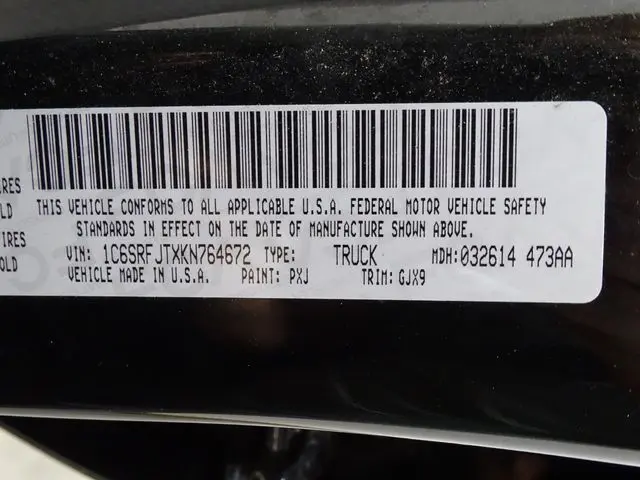 THIS VEHICLE CONFORMS TO ALL APPLICABLE U.S.A. FEDERAL MOTOR VEHICLE SAFETY
STANDARDS IN EFFECT ON THE DATE OF MANUFACTURE SHOWN ABOVE.
VIN: 1C6SRFJTXKN764672 TYPE: TRUCK MDH: 032614 473AA
VEHICLE MADE IN U.S.A. PAINT: PXJ TRIM: GJX9